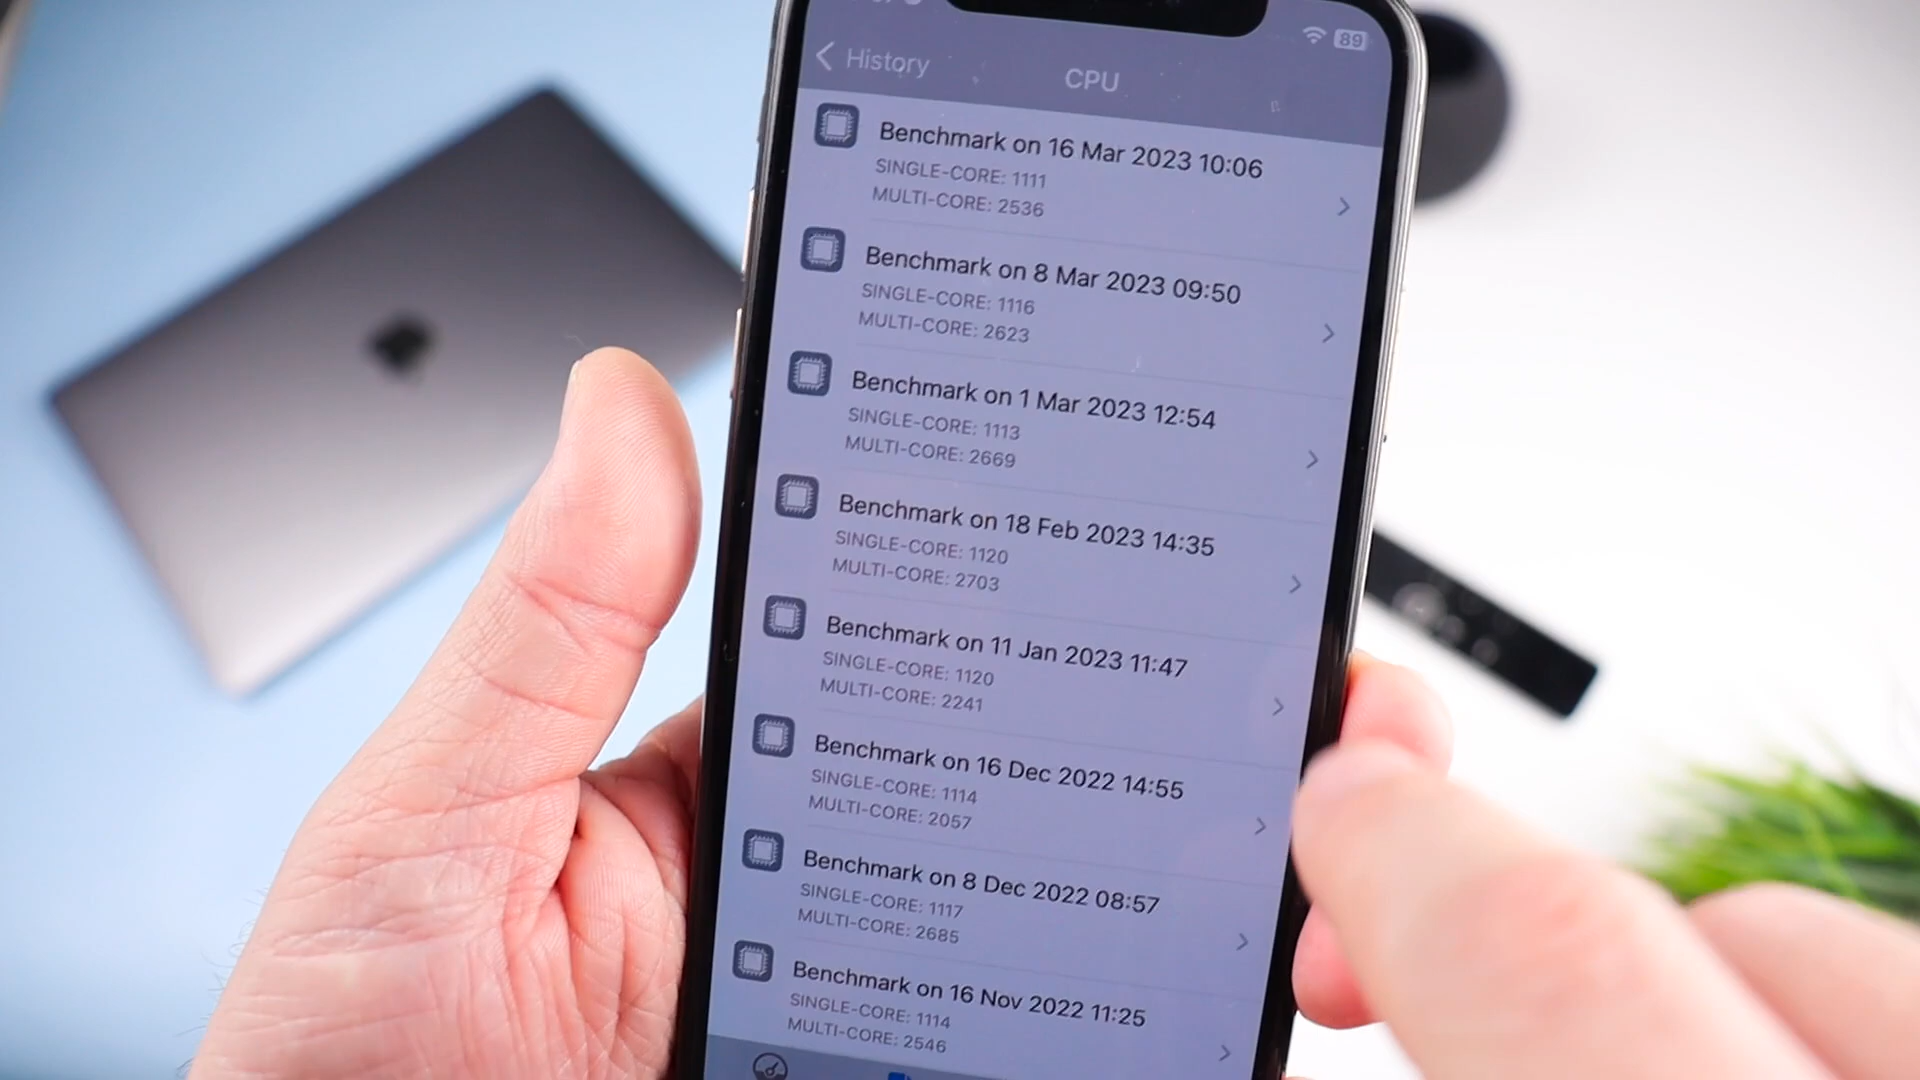 89
History
CPU
Benchmark on 16 Mar 2023 10:06
SINGLE-CORE: 1111
MULTI-CORE: 2536
Benchmark on 8 Mar 2023 09:50
SINGLE-CORE: 1116
MULTI-CORE: 2623
Benchmark on 1 Mar 2023 12:54
SINGLE-CORE: 1113
MULTI-CORE: 2669
Benchmark on 18 Feb 2023 14:35
SINGLE-CORE: 1120
MULTI-CORE: 2703
Benchmark on 11 Jan 2023 11:47
SINGLE-CORE: 1120
MULTI-CORE: 2241
Benchmark on 16 Dec 2022 14:55
SINGLE-CORE: 1114
MULTI-CORE: 2057
Benchmark on 8 Dec 2022 08:57
SINGLE-CORE: 1117
MULTI-CORE: 2685
Benchmark on 16 Nov 2022 11:25
SINGLE-CORE: 1114
MULTI-CORE: 2546